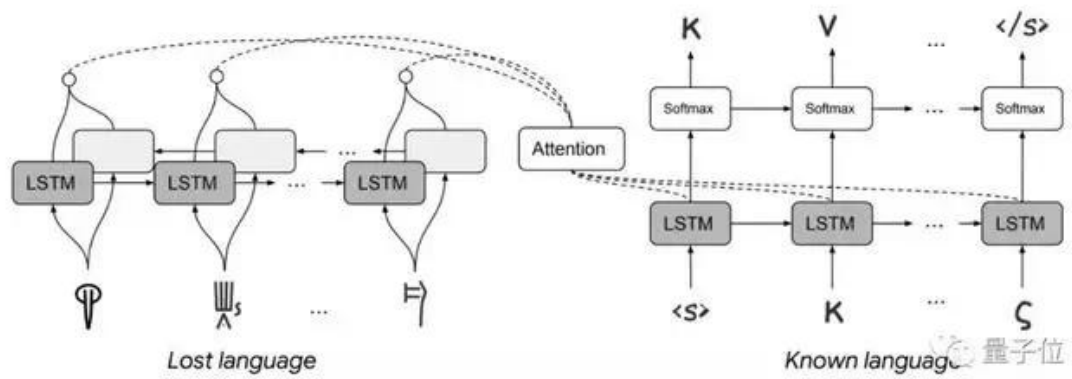 K V ... </s>
Softmax Softmax ... Softmax
Attention
...
LSTM LSTM ... LSTM
LSTM LSTM ... LSTM
... <s> K ... ς
Lost language Known language
量子位